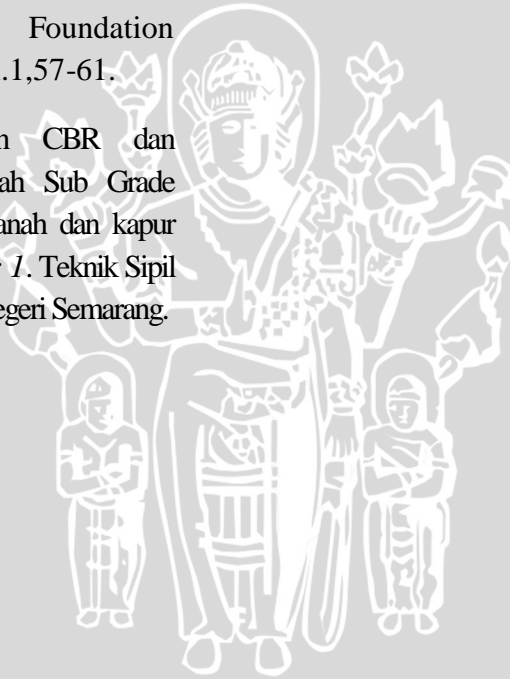 Foundation
.1,57-61.
CBR dan
ah Sub Grade
anah dan kapur
1. Teknik Sipil
egeri Semarang.